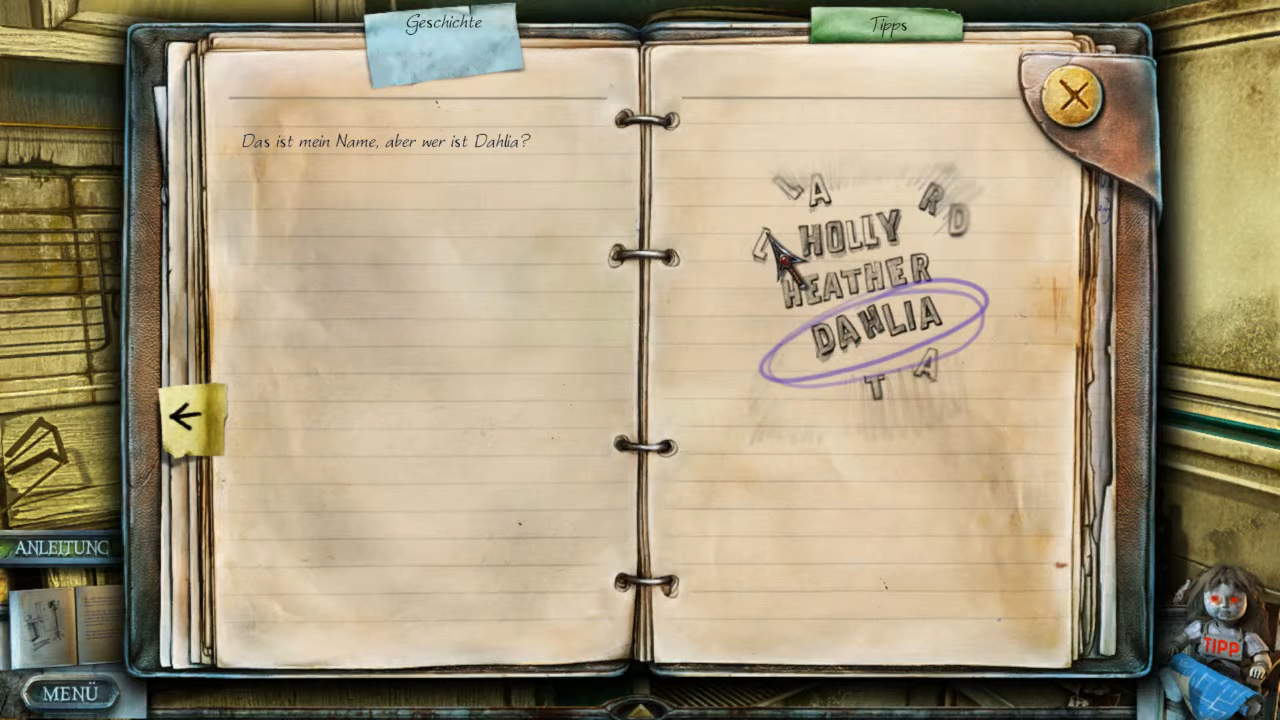 Geschichte
Tipps
Das ist mein Name, aber wer ist Dahlia?
L A R D
L HOLLY
HEATHER
DAHLIA
T A
ANLEITUNG
TIPP
MENÜ